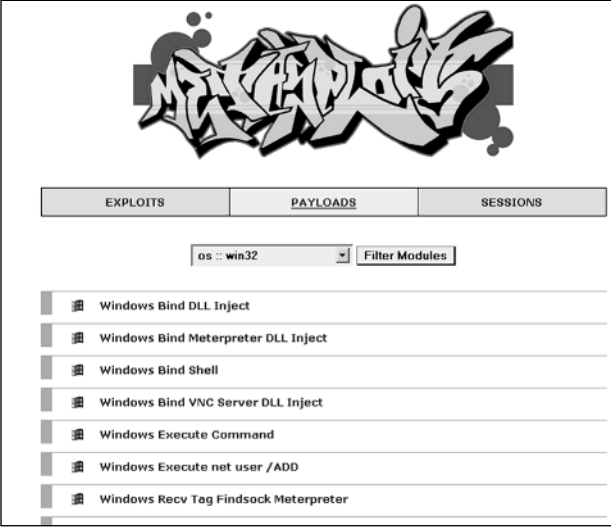 METASPLOIT
EXPLOITS PAYLOADS SESSIONS
os :: win32 Filter Modules
Windows Bind DLL Inject
Windows Bind Meterpreter DLL Inject
Windows Bind Shell
Windows Bind VNC Server DLL Inject
Windows Execute Command
Windows Execute net user /ADD
Windows Recv Tag Findsock Meterpreter